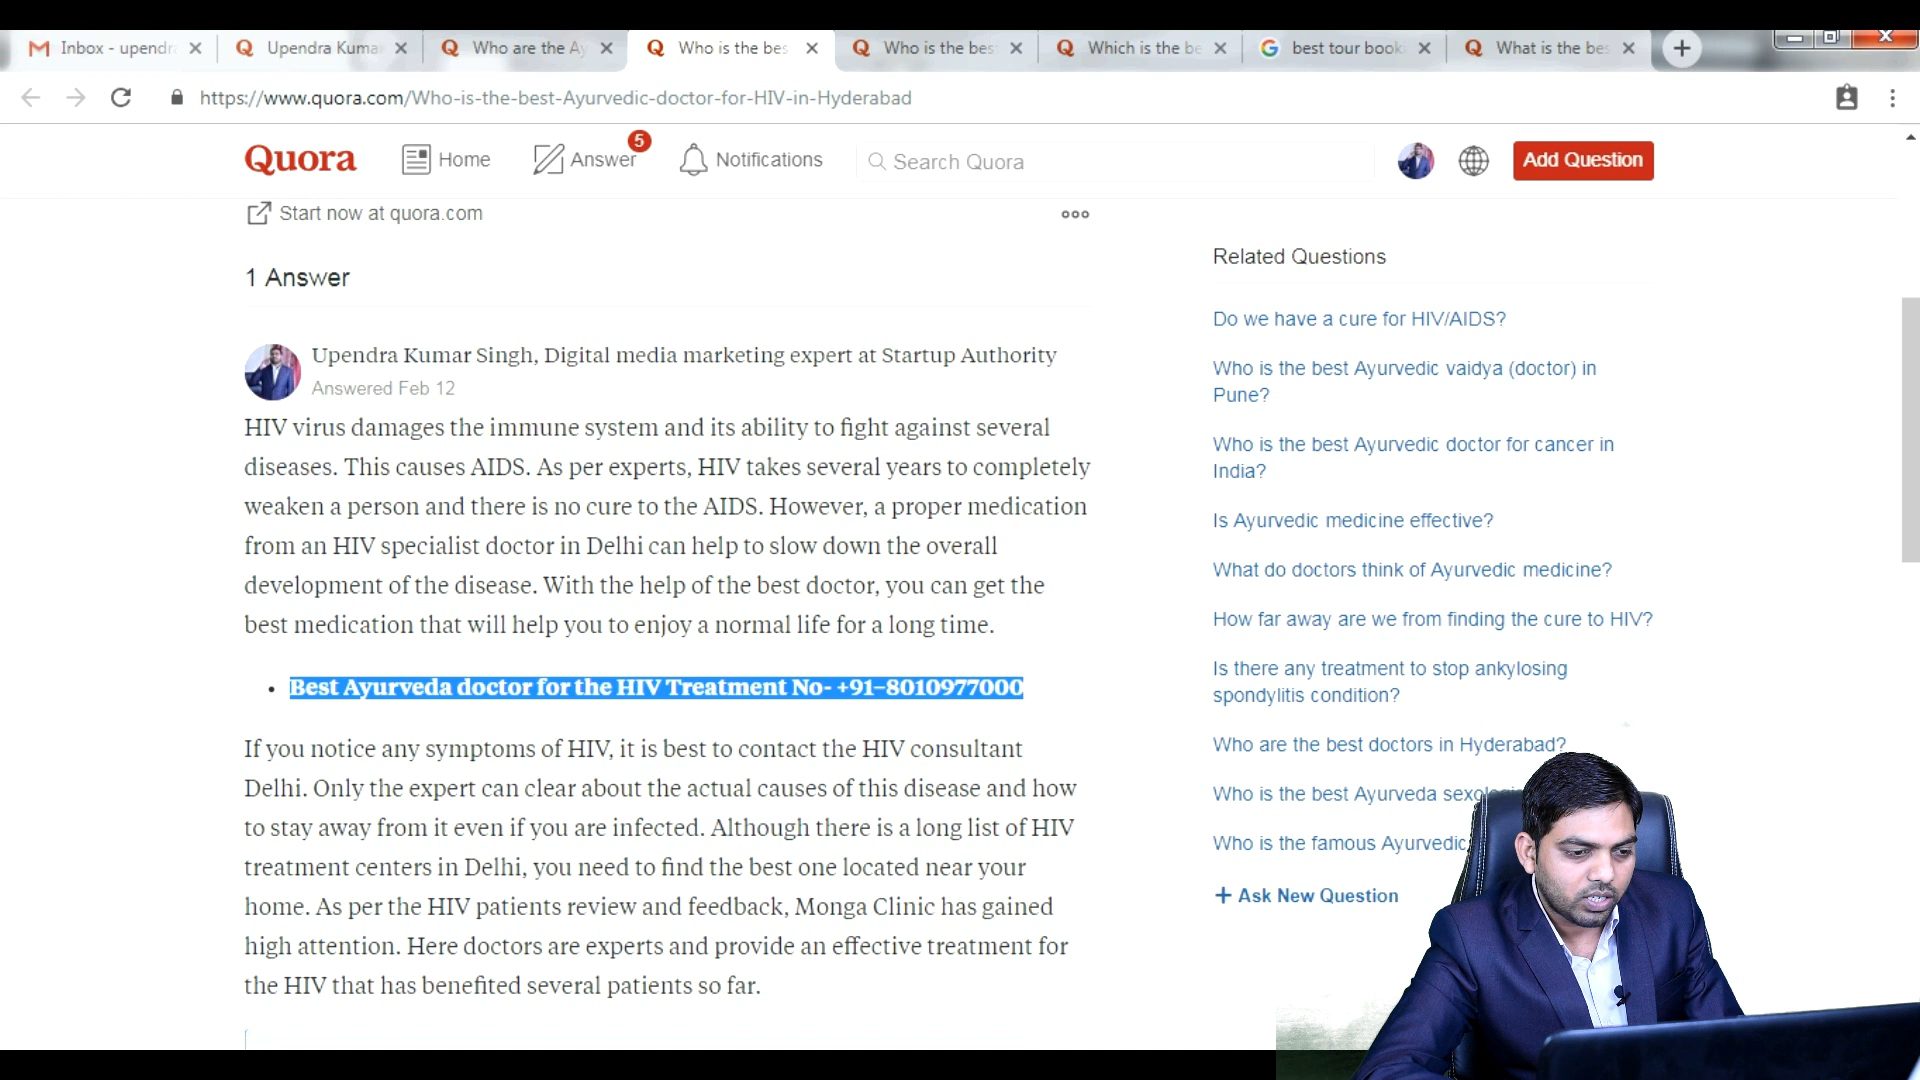 Inbox - upendra
Upendra Kumar
Who are the Ay
Who is the bes
Who is the best
Which is the be
best tour book
What is the bes
https://www.quora.com/Who-is-the-best-Ayurvedic-doctor-for-HIV-in-Hyderabad
Quora
Home
Answer
5
Notifications
Search Quora
Add Question
Start now at quora.com
1 Answer
Upendra Kumar Singh, Digital media marketing expert at Startup Authority
Answered Feb 12
HIV virus damages the immune system and its ability to fight against several
diseases. This causes AIDS. As per experts, HIV takes several years to completely
weaken a person and there is no cure to the AIDS. However, a proper medication
from an HIV specialist doctor in Delhi can help to slow down the overall
development of the disease. With the help of the best doctor, you can get the
best medication that will help you to enjoy a normal life for a long time.
• Best Ayurveda doctor for the HIV Treatment No- +91–8010977000
If you notice any symptoms of HIV, it is best to contact the HIV consultant
Delhi. Only the expert can clear about the actual causes of this disease and how
to stay away from it even if you are infected. Although there is a long list of HIV
treatment centers in Delhi, you need to find the best one located near your
home. As per the HIV patients review and feedback, Monga Clinic has gained
high attention. Here doctors are experts and provide an effective treatment for
the HIV that has benefited several patients so far.
Related Questions
Do we have a cure for HIV/AIDS?
Who is the best Ayurvedic vaidya (doctor) in
Pune?
Who is the best Ayurvedic doctor for cancer in
India?
Is Ayurvedic medicine effective?
What do doctors think of Ayurvedic medicine?
How far away are we from finding the cure to HIV?
Is there any treatment to stop ankylosing
spondylitis condition?
Who are the best doctors in Hyderabad?
Who is the best Ayurveda
Who is the famous Ayurvedic
+ Ask New Question